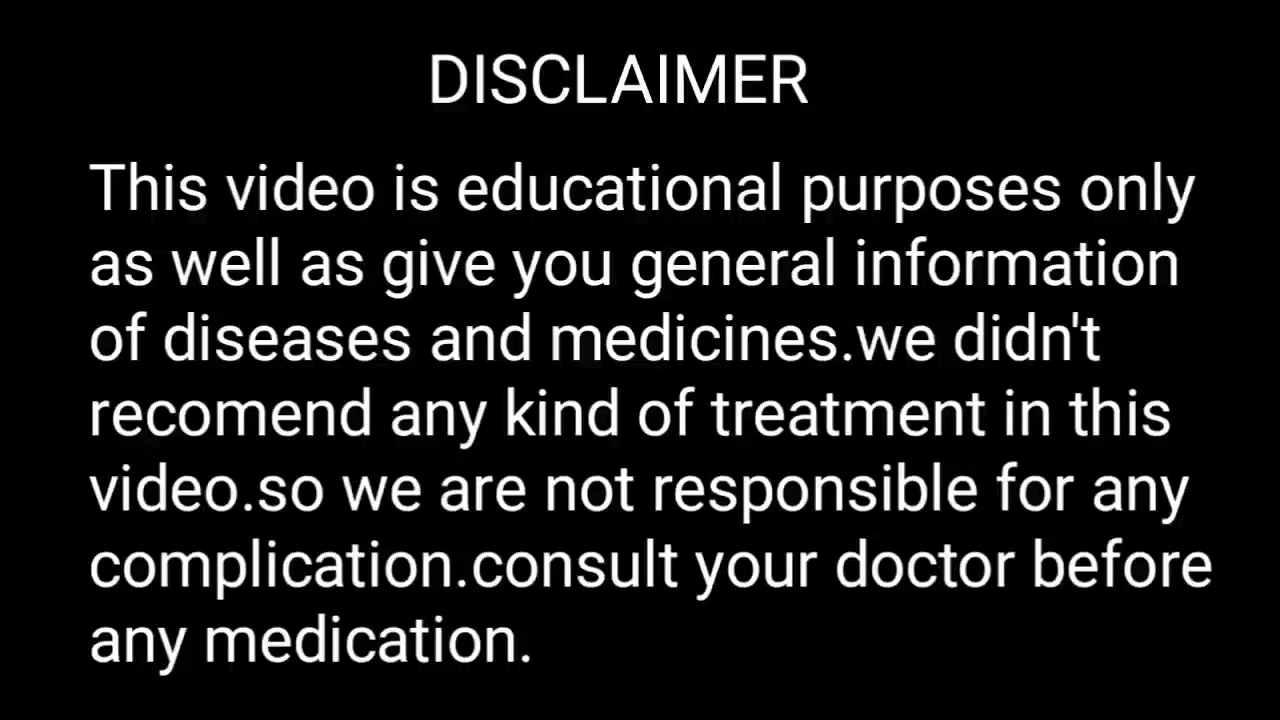 DISCLAIMER
This video is educational purposes only
as well as give you general information
of diseases and medicines.we didn't
recomend any kind of treatment in this
video.so we are not responsible for any
complication.consult your doctor before
any medication.